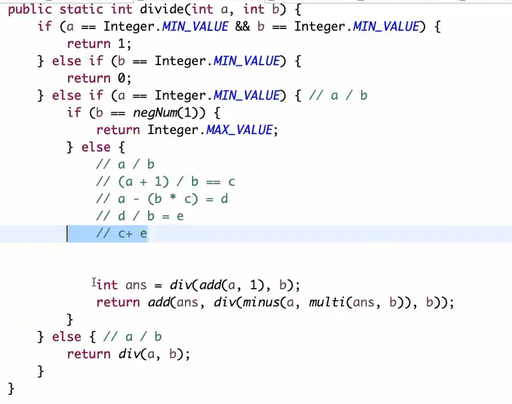 public static int divide(int a, int b) {
if (a == Integer.MIN_VALUE && b == Integer.MIN_VALUE) {
return 1;
} else if (b == Integer.MIN_VALUE) {
return 0;
} else if (a == Integer.MIN_VALUE) { // a / b
if (b == negNum(1)) {
return Integer.MAX_VALUE;
} else {
// a / b
// (a + 1) / b == c
// a - (b * c) = d
// d / b = e
// c+ e
int ans = div(add(a, 1), b);
return add(ans, div(minus(a, multi(ans, b)), b));
}
} else { // a / b
return div(a, b);
}
}